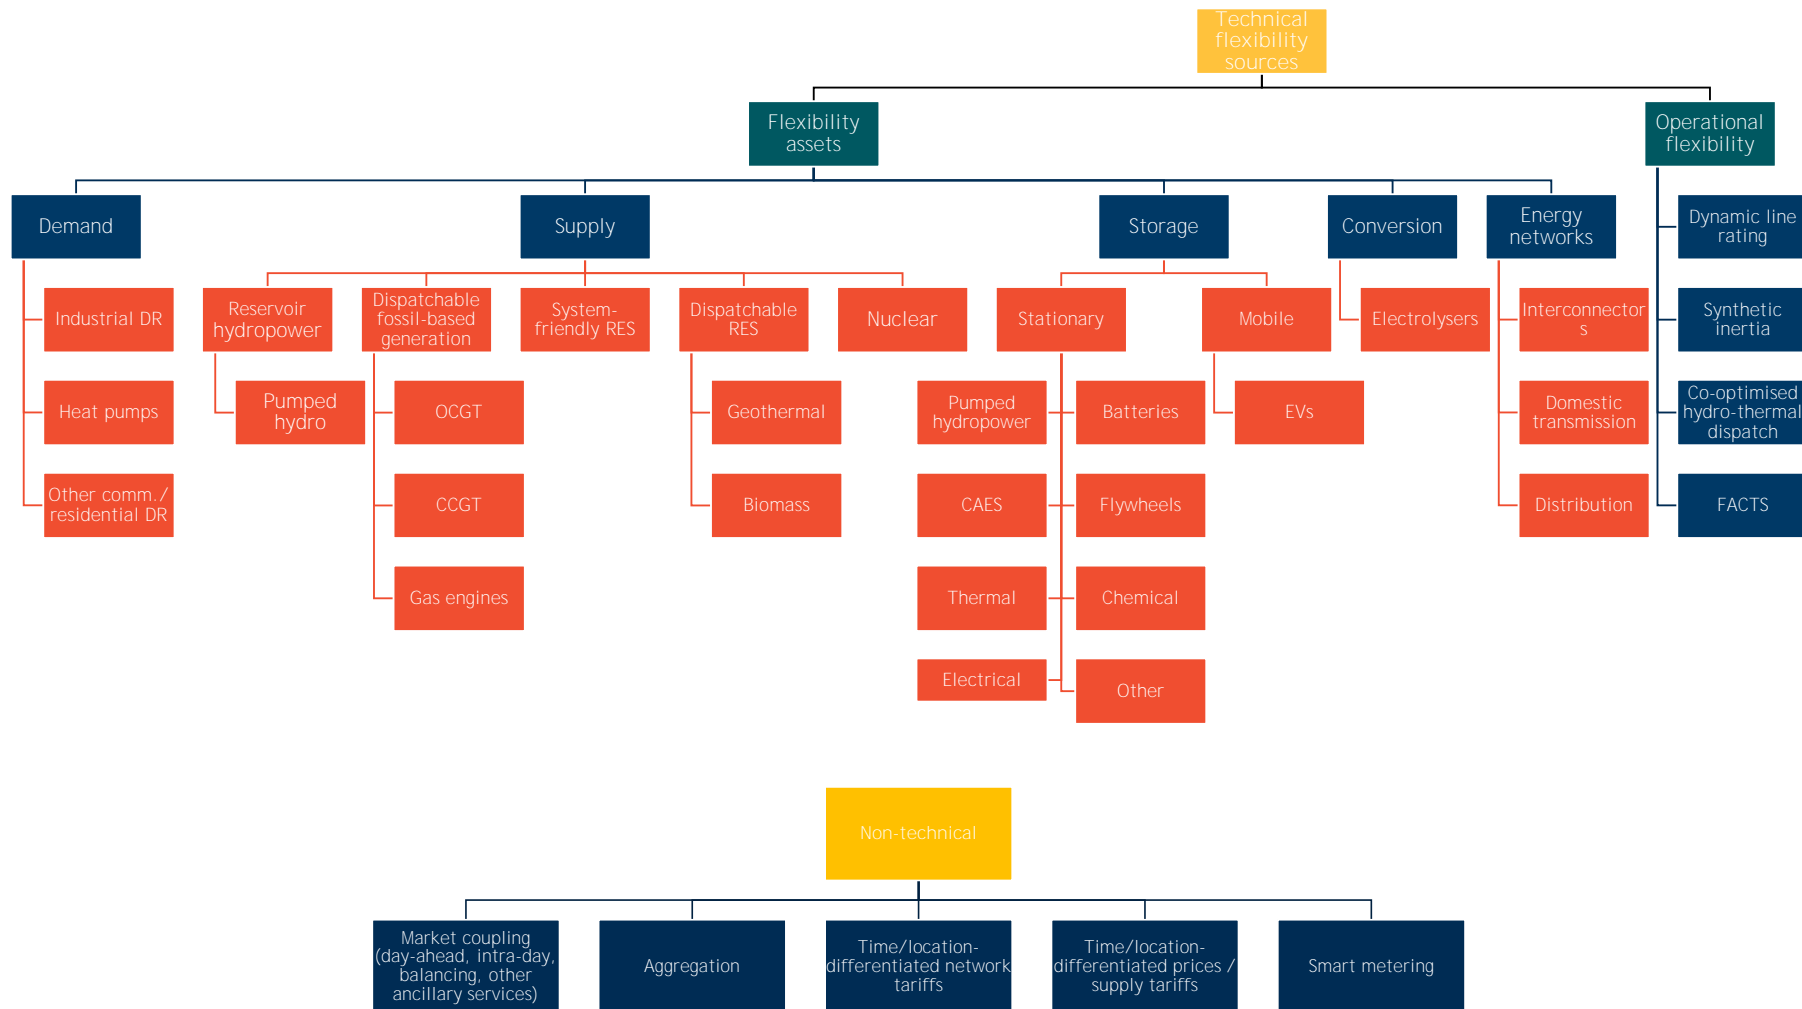 Technical
flexibility
sources
Flexibility
assets
Operational
flexibility
Demand
Supply
Storage
Conversion
Energy
networks
Dynamic line
rating
Industrial DR
Reservoir
hydropower
Dispatchable
fossil-based
generation
System-
friendly RES
Dispatchable
RES
Nuclear
Stationary
Mobile
Electrolysers
Interconnector
s
Synthetic
inertia
Heat pumps
Pumped
hydro
OCGT
Geothermal
Pumped
hydropower
Batteries
EVs
Domestic
transmission
Co-optimised
hydro-thermal
dispatch
Other comm./
residential DR
CCGT
Biomass
CAES
Flywheels
Distribution
FACTS
Gas engines
Thermal
Chemical
Electrical
Other
Non-technical
Market coupling
(day-ahead, intra-day,
balancing, other
ancillary services)
Aggregation
Time/location-
differentiated network
tariffs
Time/location-
differentiated prices /
supply tariffs
Smart metering